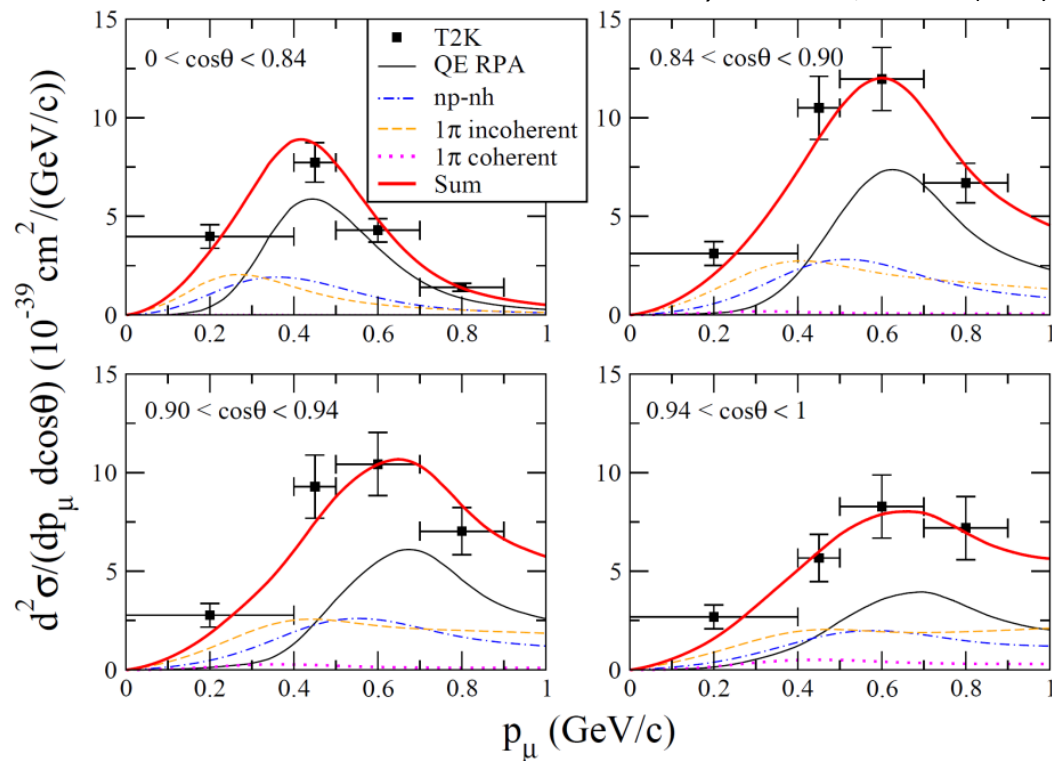 0 < cosθ < 0.84
T2K
QE RPA
np-nh
1π incoherent
1π coherent
Sum
0.84 < cosθ < 0.90
0.90 < cosθ < 0.94
0.94 < cosθ < 1
15
10
5
0
15
10
5
0
15
10
5
0
0 0.2 0.4 0.6 0.8 1
15
10
5
0
0 0.2 0.4 0.6 0.8 1
0 0.2 0.4 0.6 0.8 1
0 0.2 0.4 0.6 0.8 1
d²σ/(dp_μ dcosθ) (10⁻³⁹ cm²/(GeV/c))
p_μ (GeV/c)